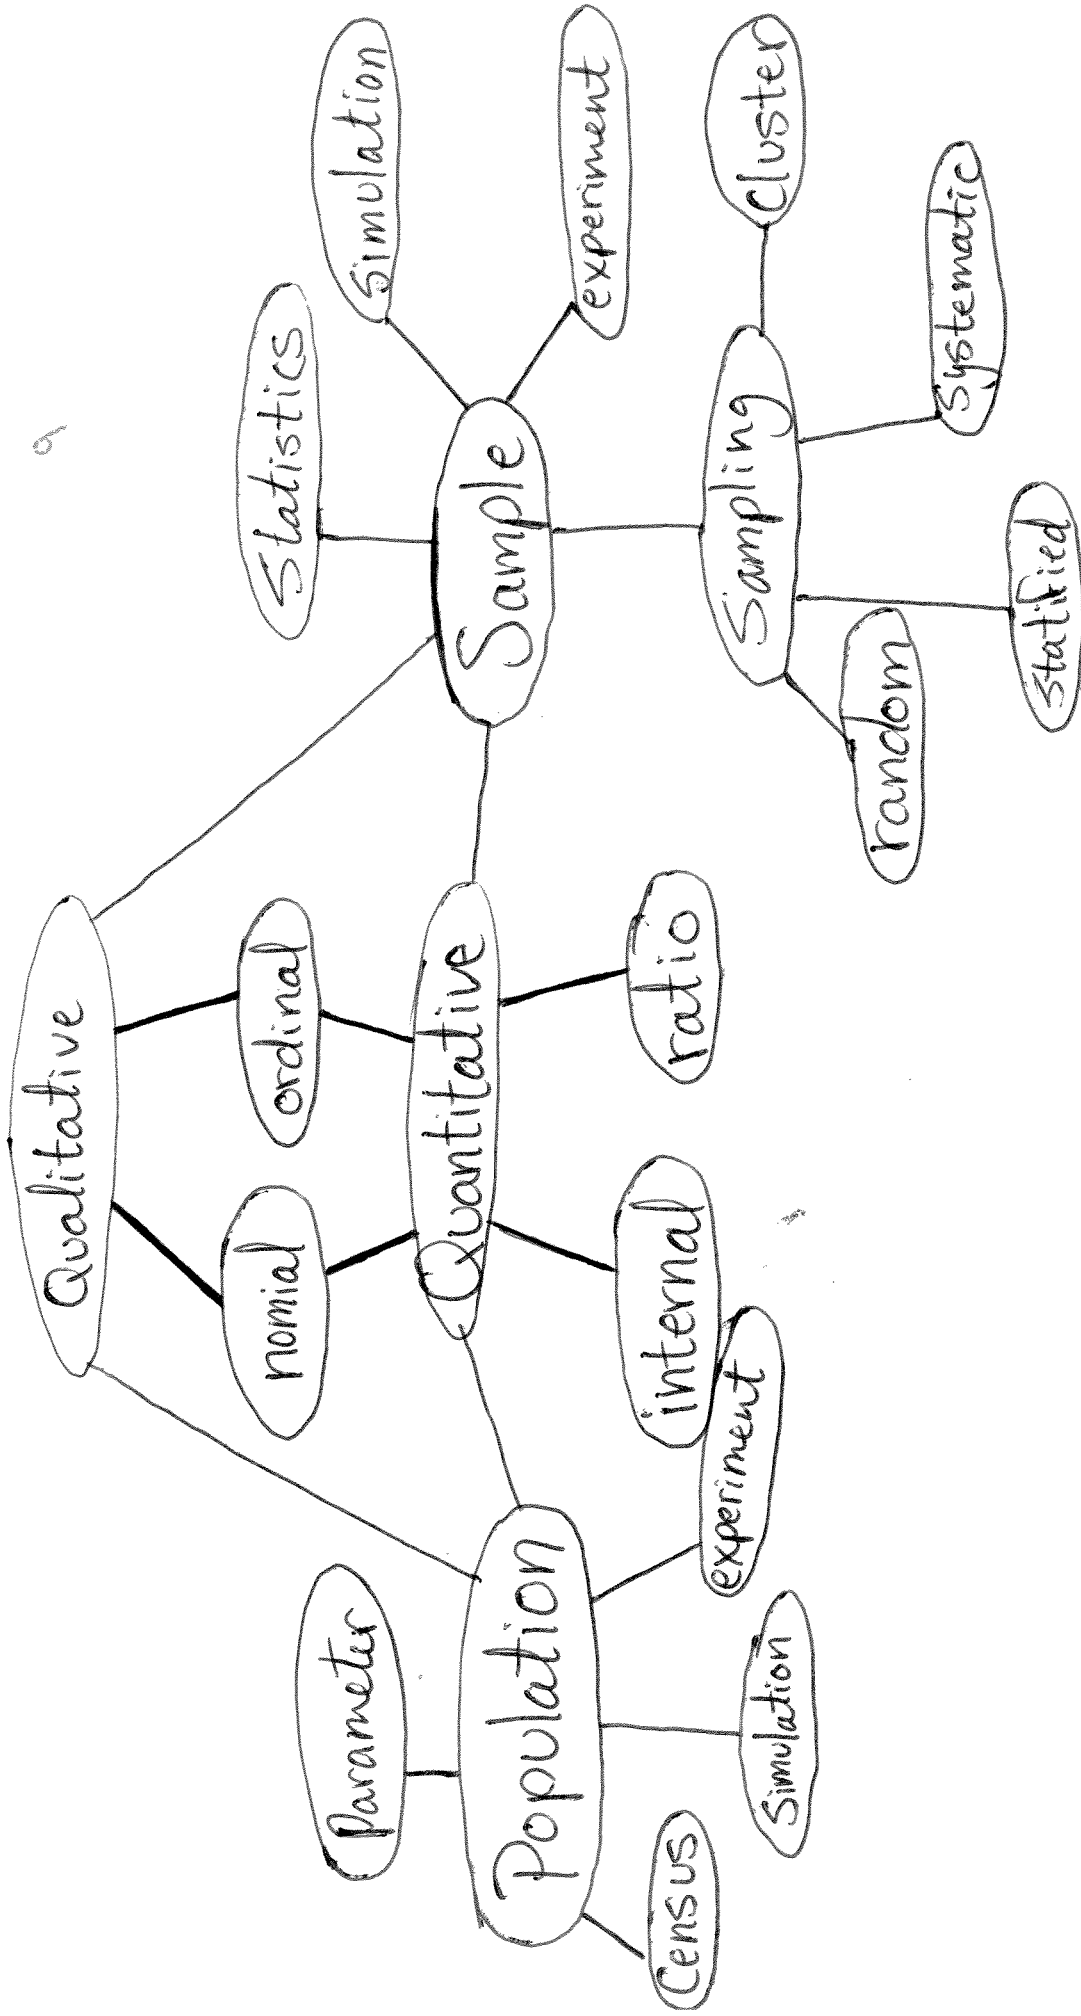 Qualitative
nomial
ordinal
Statistics
Parameter
Simulation
Population
Quantitative
Sample
experiment
Census
internal
ratio
Sampling
Cluster
experiment
Simulation
random
Systematic
Statified